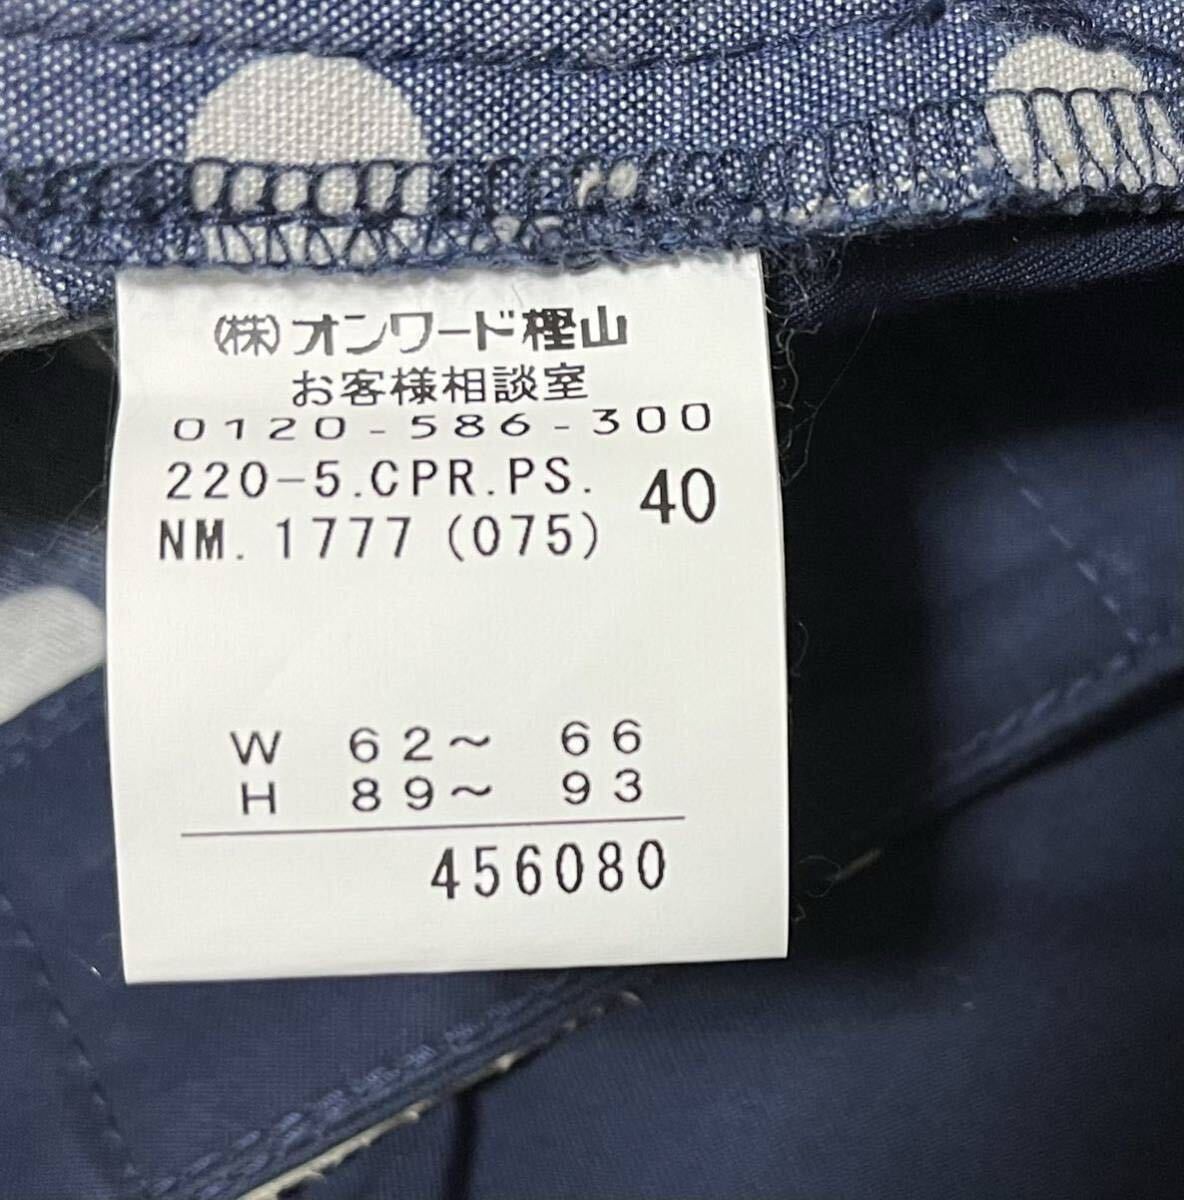 (株)オンワード樫山
お客様相談室
0120-586-300
220-5.CPR.PS. 40
NM. 1777 (075)
W 62～ 66
H 89～ 93
456080